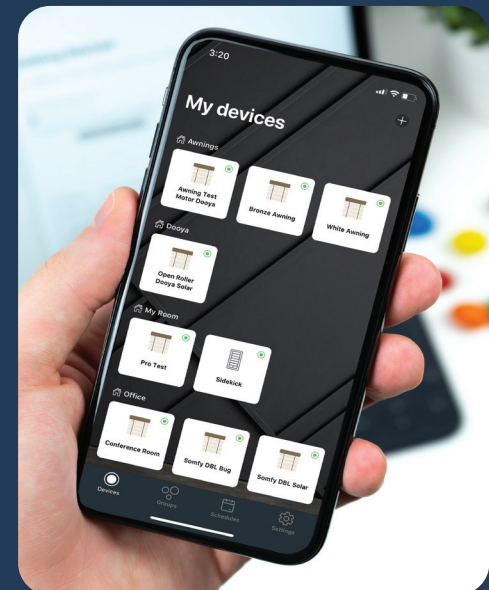 3:20
My devices
Awnings
Awning Test
Motor Dooya
Bronze Awning
White Awning
Dooya
Open Roller
Dooya Solar
My Room
Pro Test
Sidekick
Office
Conference Room
Somfy DBL Bug
Somfy DBL Solar
Devices
Groups
Schedules
Settings